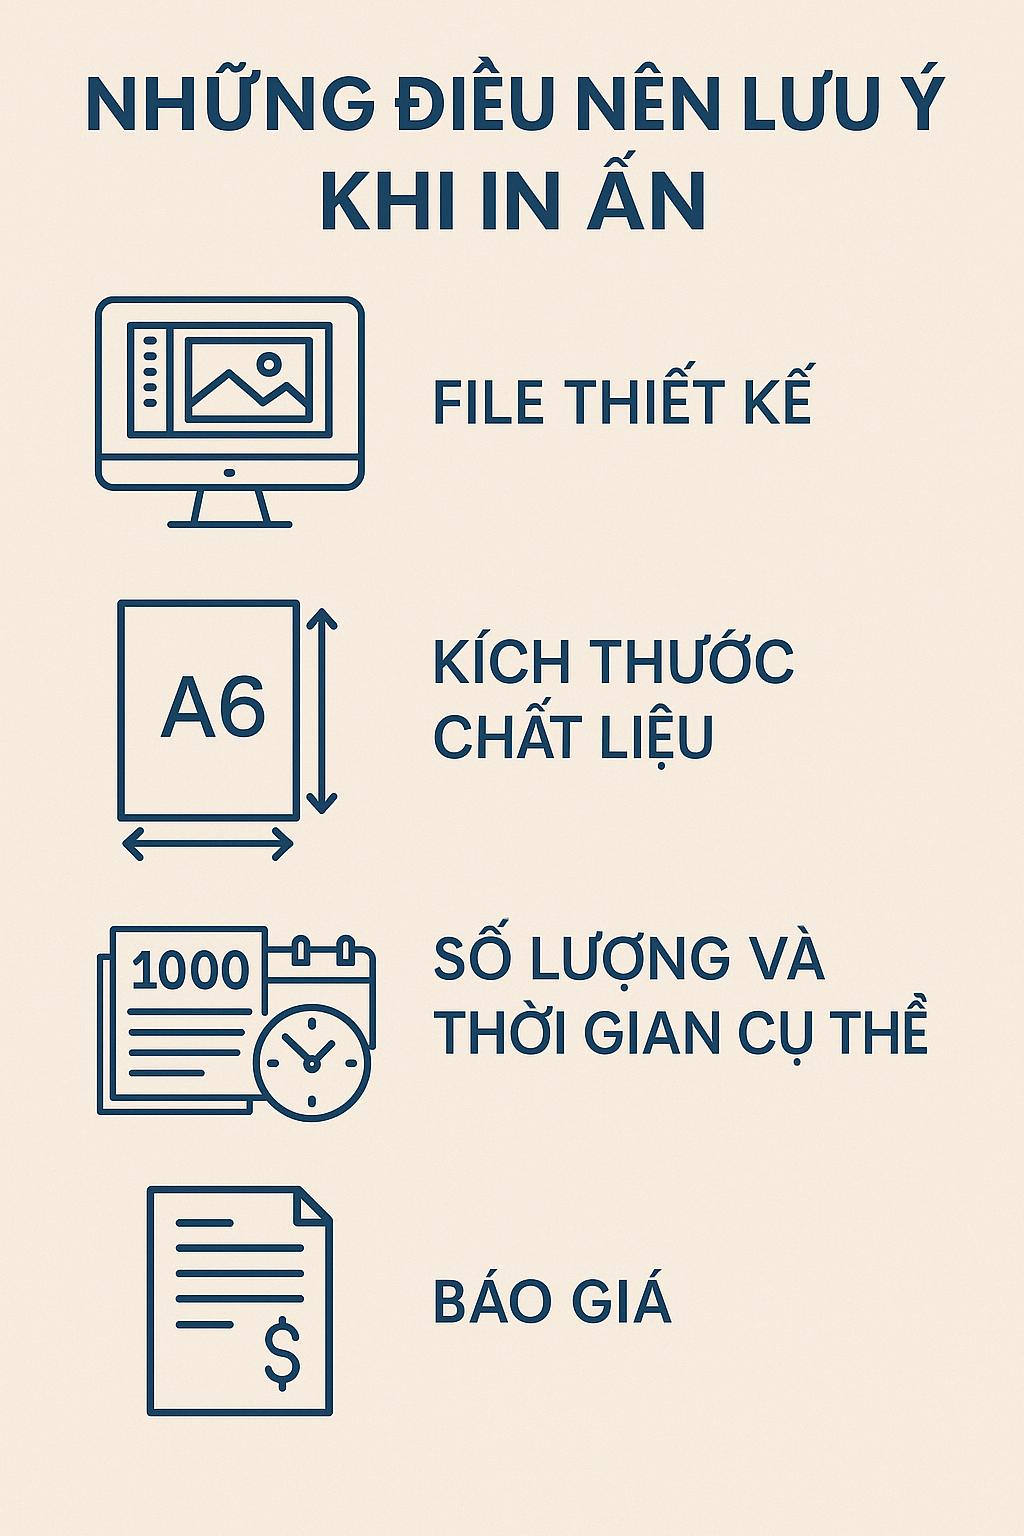 NHỮNG ĐIỀU NÊN LƯU Ý
KHI IN ẤN
FILE THIẾT KẾ
A6
KÍCH THƯỚC
CHẤT LIỆU
1000
SỐ LƯỢNG VÀ
THỜI GIAN CỤ THỂ
$
BÁO GIÁ